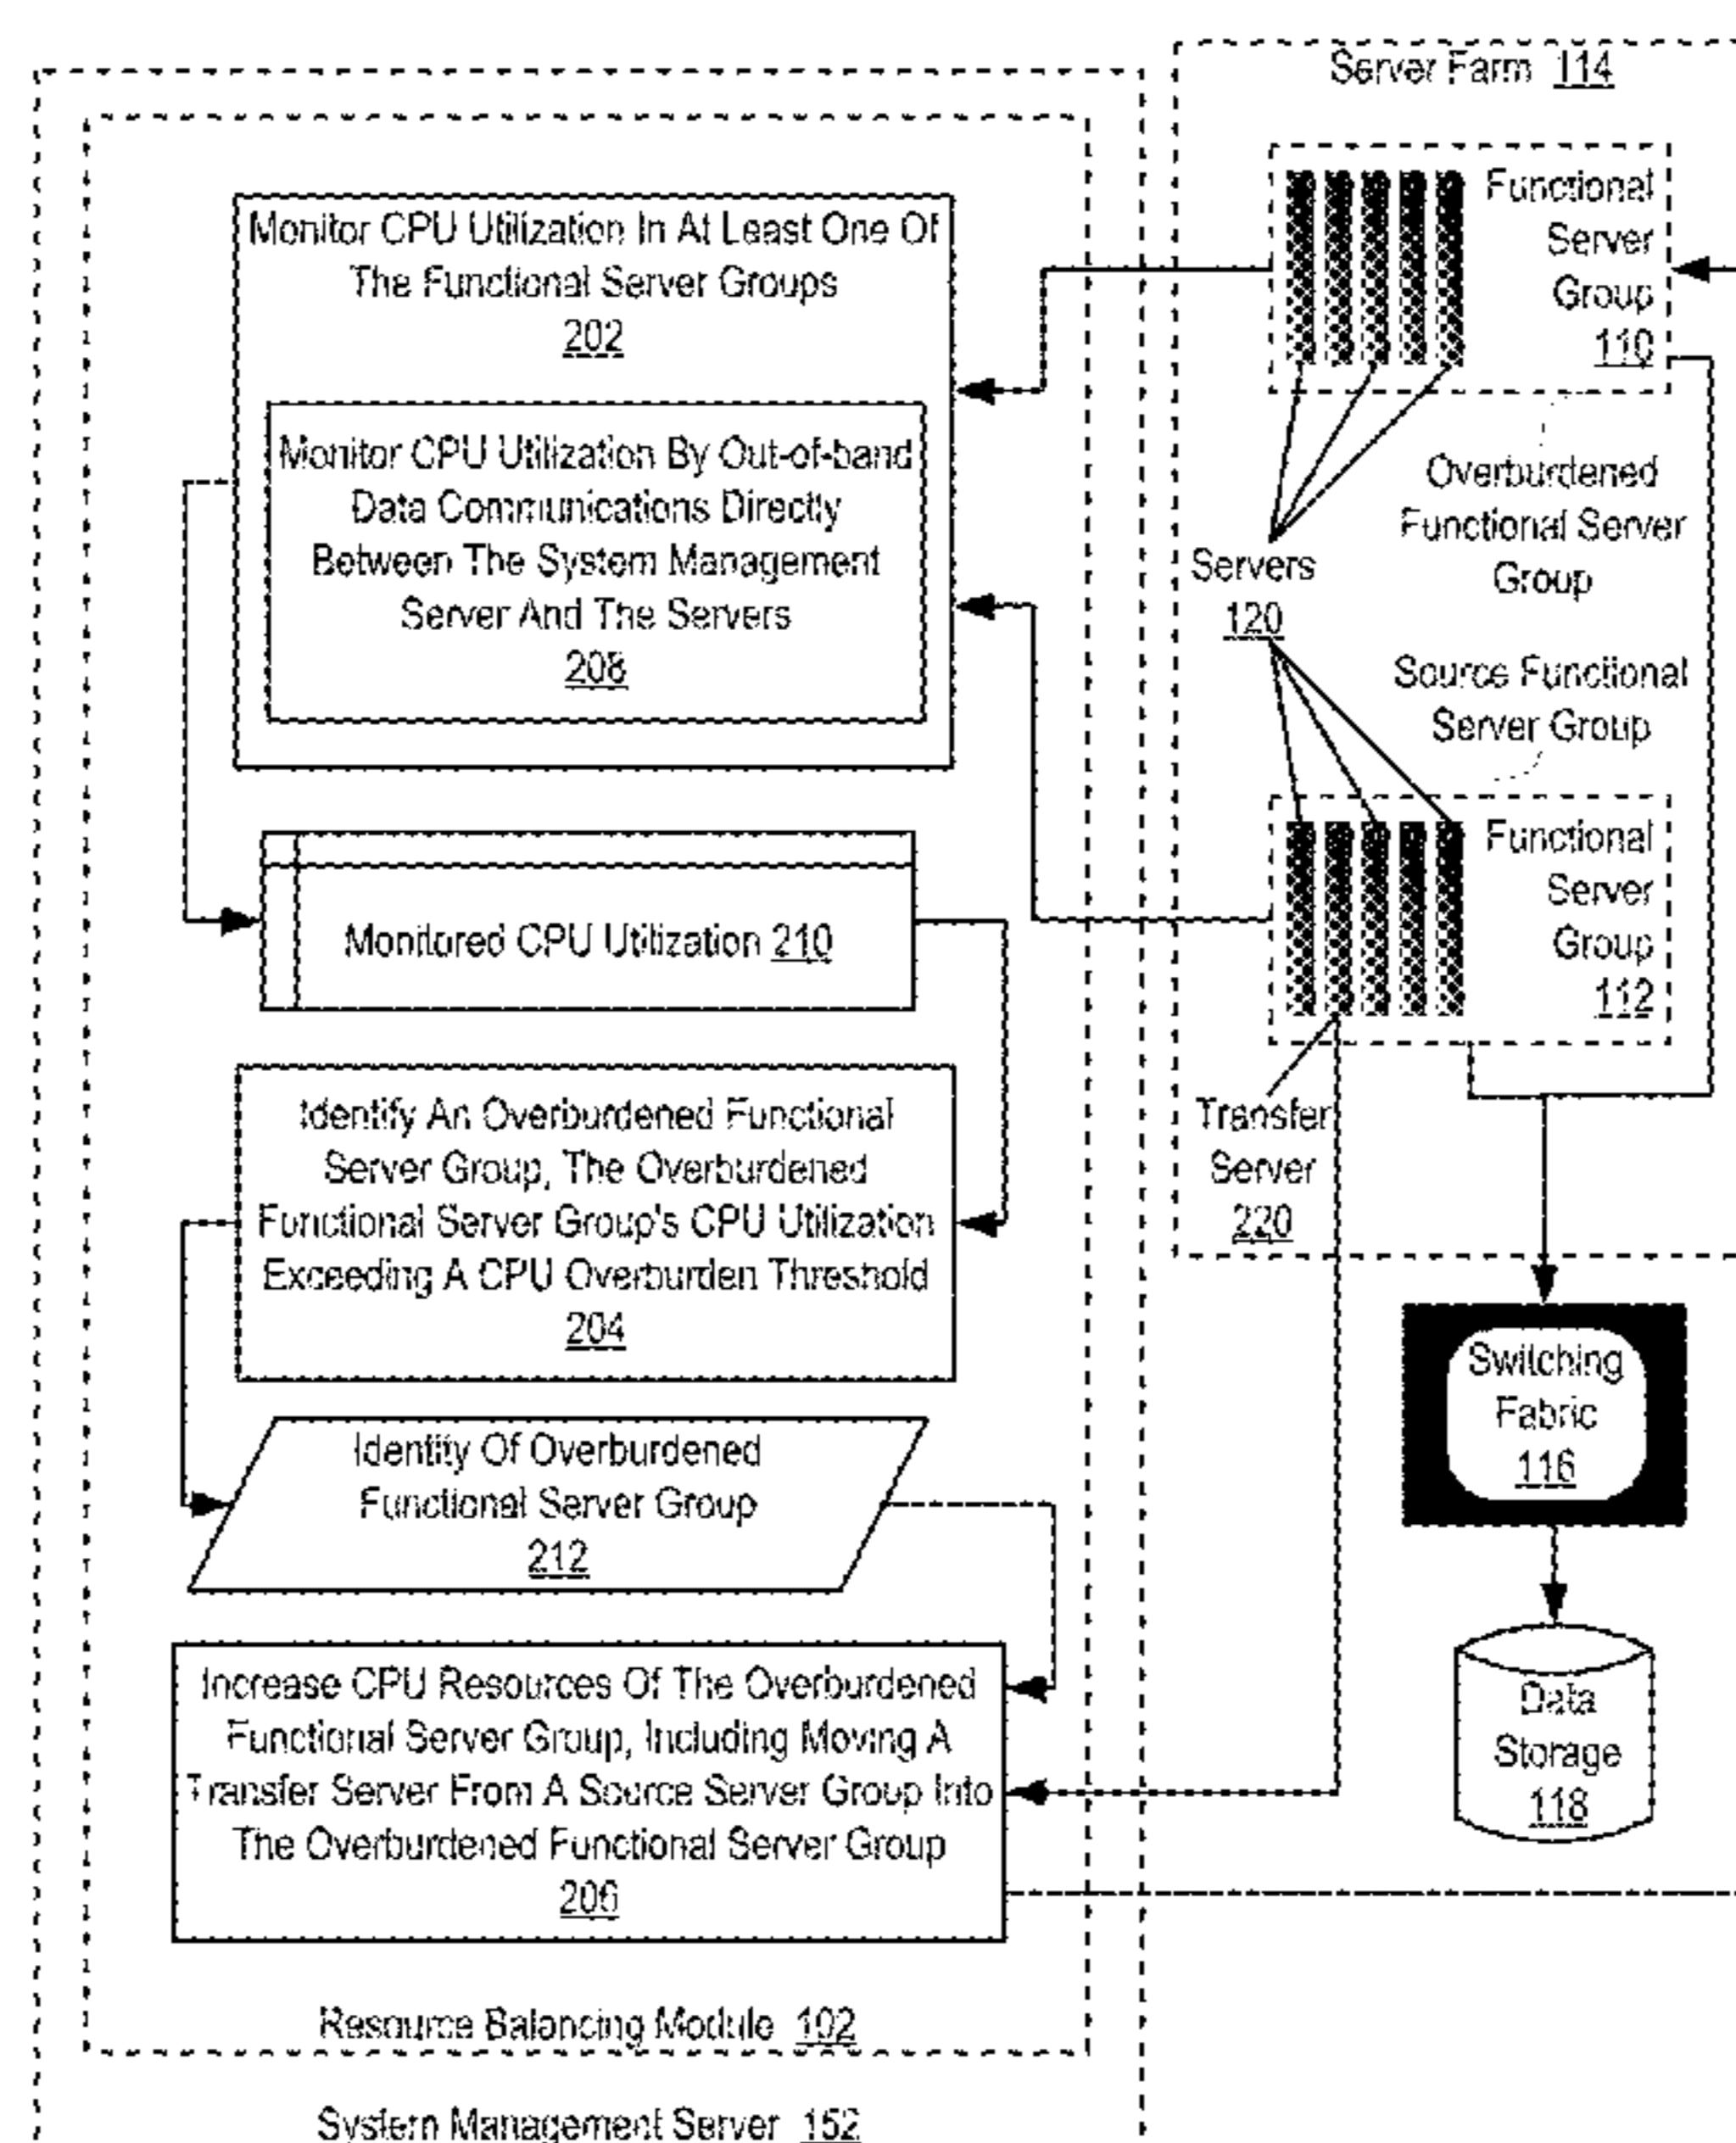 Server Farm 114
Monitor CPU Utilization In At Least One Of
The Functional Server Groups
202
Monitor CPU Utilization By Out-of-band
Data Communications Directly
Between The System Management
Server And The Servers
208
Monitored CPU Utilization 210
Identify An Overburdened Functional
Server Group, The Overburdened
Functional Server Group's CPU Utilization
Exceeding A CPU Overburden Threshold
204
Identity Of Overburdened
Functional Server Group
212
Increase CPU Resources Of The Overburdened
Functional Server Group, Including Moving A
Transfer Server From A Source Server Group Into
The Overburdened Functional Server Group
206
Resource Balancing Module 102
System Management Server 152
Functional
Server
Group
110
Overburdened
Functional Server
Group
Servers
120
Source Functional
Server Group
Functional
Server
Group
112
Transfer
Server
220
Switching
Fabric
116
Data
Storage
118